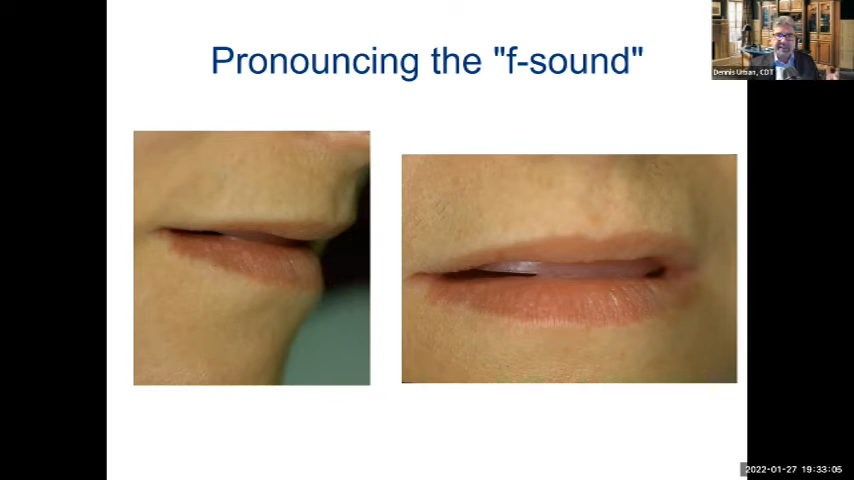 Pronouncing the "f-sound"
Dennis Urban, CDT
2022-01-27 19:33:05